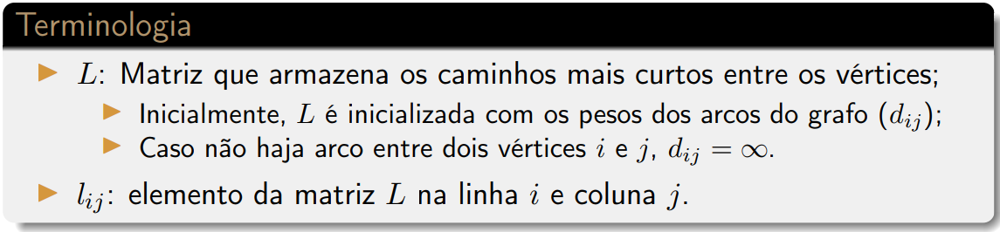 Terminologia
L: Matriz que armazena os caminhos mais curtos entre os vértices;
Inicialmente, L é inicializada com os pesos dos arcos do grafo (d_{ij});
Caso não haja arco entre dois vértices i e j, d_{ij} = ∞.
l_{ij}: elemento da matriz L na linha i e coluna j.